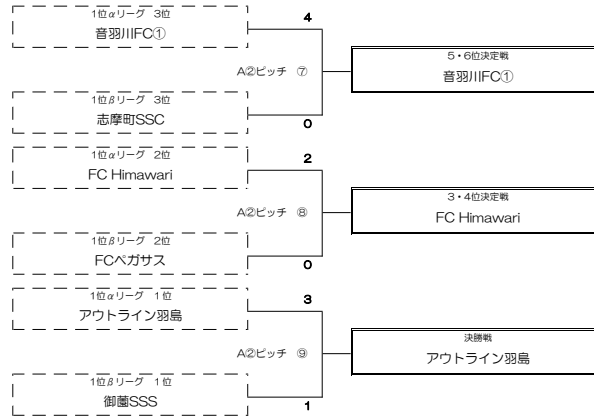 1位αリーグ 3位
音羽川FC①
4
A②ピッチ ⑦
5・6位決定戦
音羽川FC①
1位βリーグ 3位
志摩町SSC
0
1位αリーグ 2位
FC Himawari
2
A②ピッチ ⑧
3・4位決定戦
FC Himawari
1位βリーグ 2位
FCペガサス
0
1位αリーグ 1位
アウトライン羽島
3
A②ピッチ ⑨
決勝戦
アウトライン羽島
1位βリーグ 1位
御薗SSS
1